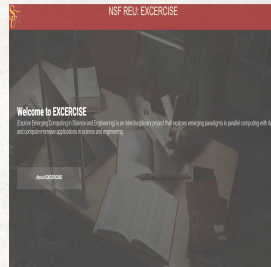 NSF REU: EXCERCISE
Welcome to EXCERCISE
(Explore Emerging Computing in Science and Engineering) is an interdisciplinary project that explores emerging paradigms in parallel computing with d
and compute-intensive applications in science and engineering.
About EXCERCISE